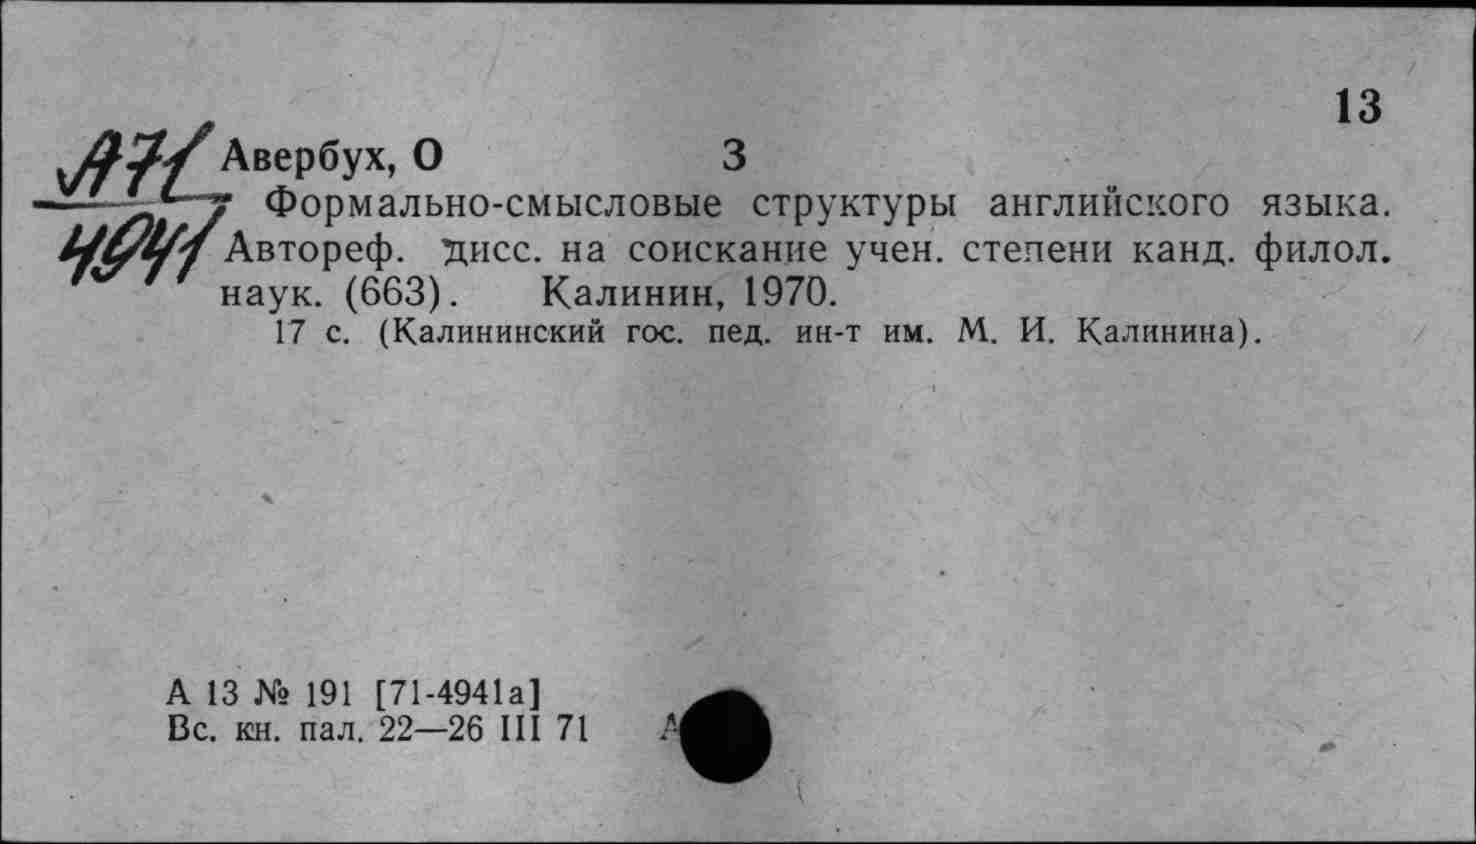 13
А71
4941
Авербух, О З
Формально-смысловые структуры английского языка.
Автореф. дисс. на соискание учен. степени канд. филол.
наук. (663). Калинин, 1970.
17 с. (Калининский гос. пед. ин-т им. М. И. Калинина).
А 13 № 191 [71-4941а]
Вс. кн. пал. 22—26 III 71